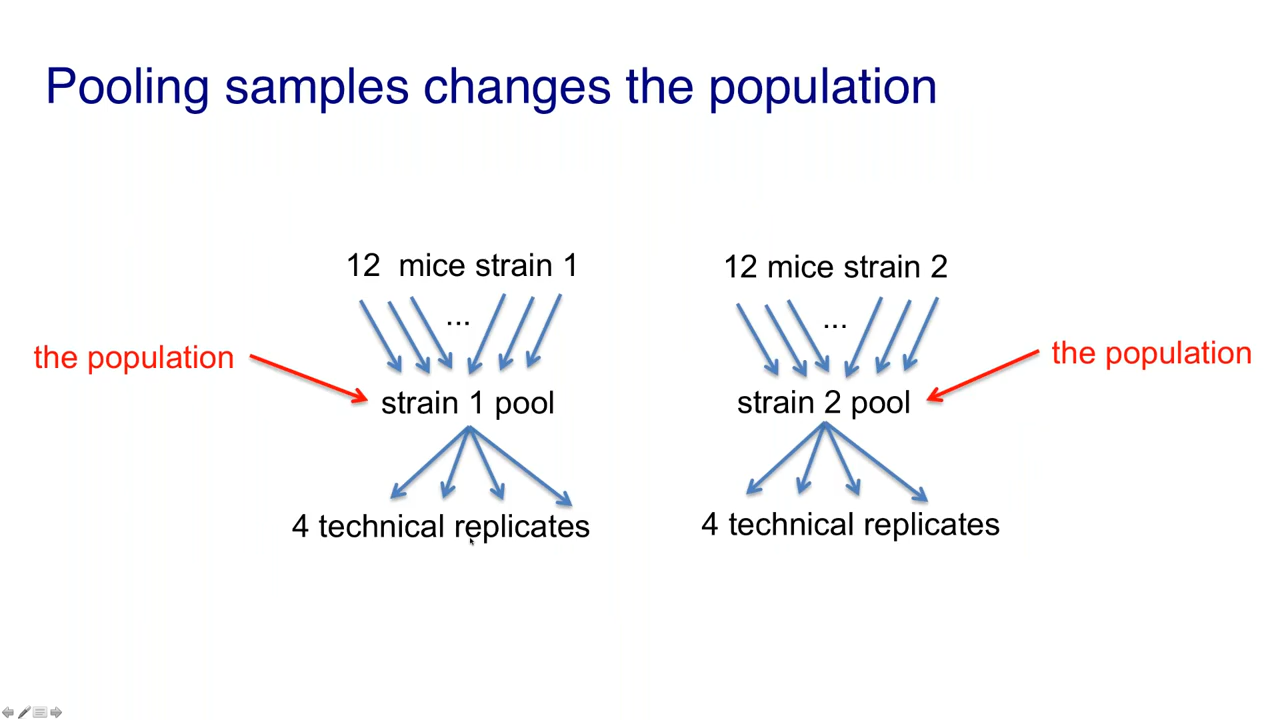 Pooling samples changes the population
12 mice strain 1
12 mice strain 2
...
...
the population
the population
strain 1 pool
strain 2 pool
4 technical replicates
4 technical replicates